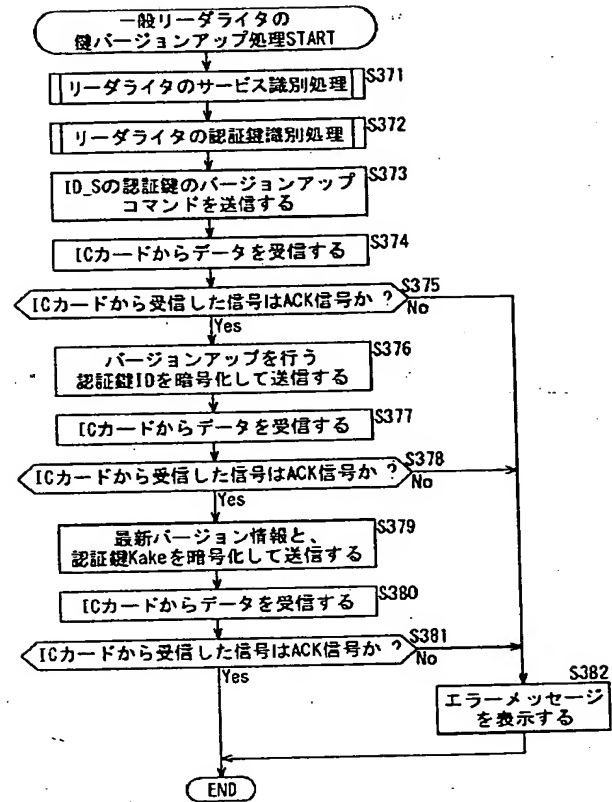 一般リーダライタの
鍵バージョンアップ処理START
リーダライタのサービス識別処理
S371
リーダライタの認証鍵識別処理
S372
ID_Sの認証鍵のバージョンアップ
コマンドを送信する
S373
ICカードからデータを受信する
S374
ICカードから受信した信号はACK信号か ?
S375
No
Yes
バージョンアップを行う
認証鍵IDを暗号化して送信する
S376
ICカードからデータを受信する
S377
ICカードから受信した信号はACK信号か ?
S378
No
Yes
最新バージョン情報と、
認証鍵Kakeを暗号化して送信する
S379
ICカードからデータを受信する
S380
ICカードから受信した信号はACK信号か ?
S381
No
Yes
S382
エラーメッセージ
を表示する
END